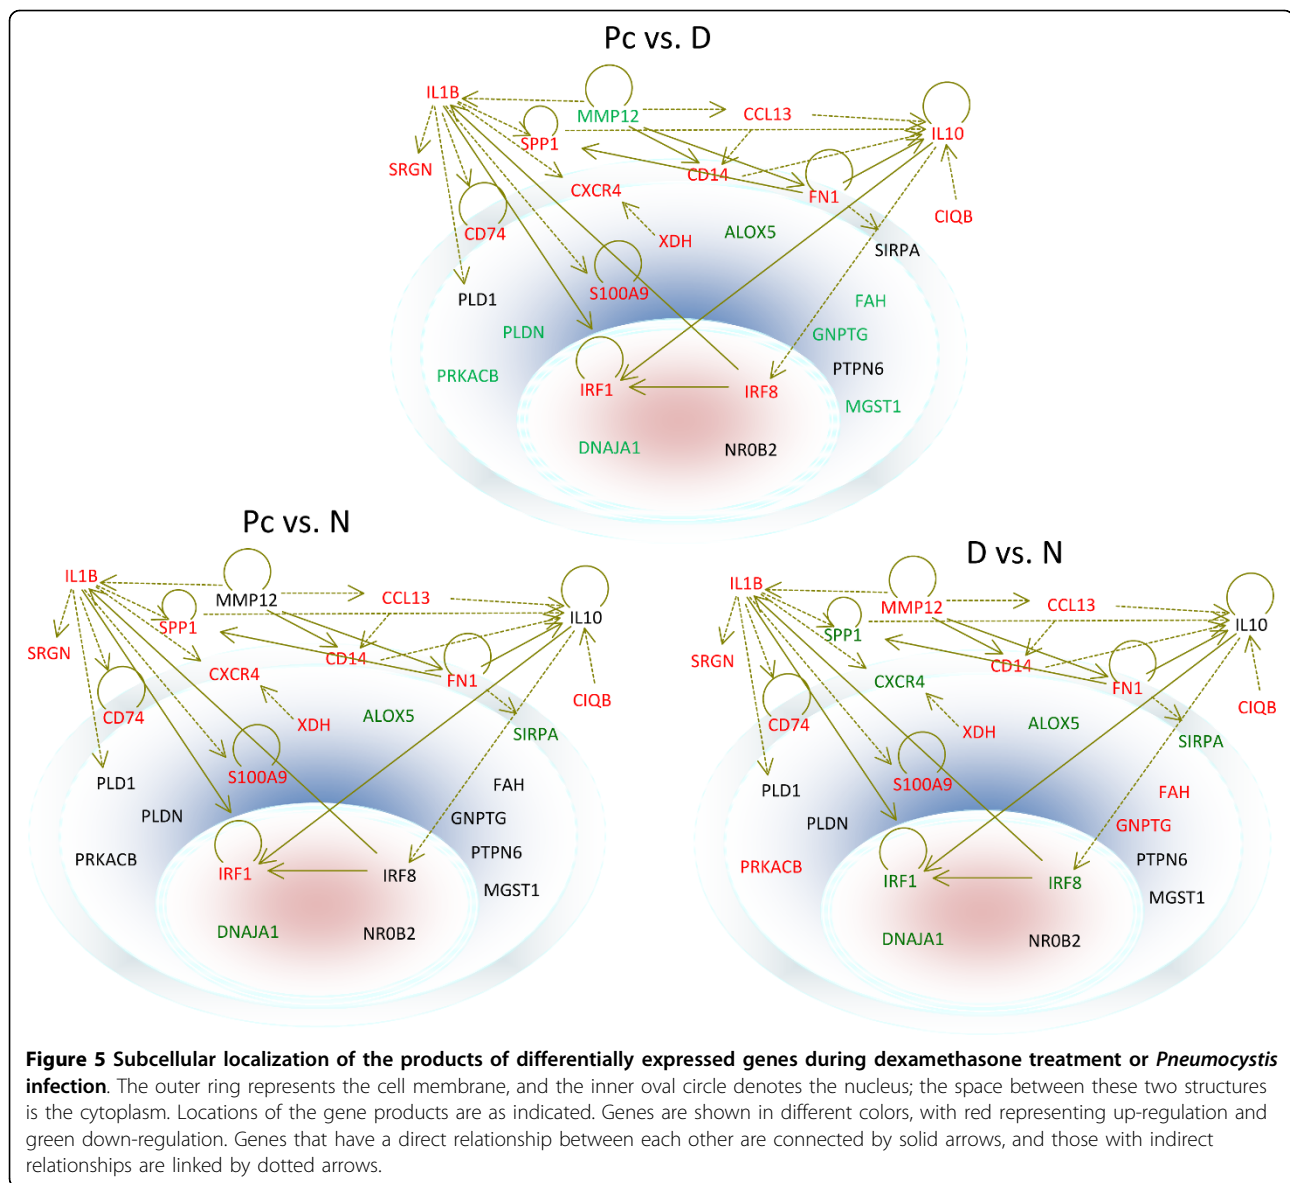 Pc vs. D
IL1B
MMP12
CCL13
IL10
SPP1
SRGN
CD14
CXCR4
FN1
CIQB
CD74
XDH
ALOX5
SIRPA
S100A9
PLD1
FAH
PLDN
GNPTG
PTPN6
PRKACB
IRF1
IRF8
MGST1
DNAJA1
NR0B2
Pc vs. N
IL1B
MMP12
CCL13
IL10
SPP1
SRGN
CD14
CXCR4
FN1
CIQB
CD74
XDH
ALOX5
SIRPA
S100A9
PLD1
FAH
PLDN
GNPTG
PTPN6
PRKACB
IRF1
IRF8
MGST1
DNAJA1
NR0B2
D vs. N
IL1B
MMP12
CCL13
IL10
SPP1
SRGN
CD14
CXCR4
FN1
CIQB
CD74
XDH
ALOX5
SIRPA
S100A9
PLD1
FAH
PLDN
GNPTG
PTPN6
PRKACB
IRF1
IRF8
MGST1
DNAJA1
NR0B2
Figure 5 Subcellular localization of the products of differentially expressed genes during dexamethasone treatment or Pneumocystis
infection. The outer ring represents the cell membrane, and the inner oval circle denotes the nucleus; the space between these two structures
is the cytoplasm. Locations of the gene products are as indicated. Genes are shown in different colors, with red representing up-regulation and
green down-regulation. Genes that have a direct relationship between each other are connected by solid arrows, and those with indirect
relationships are linked by dotted arrows.